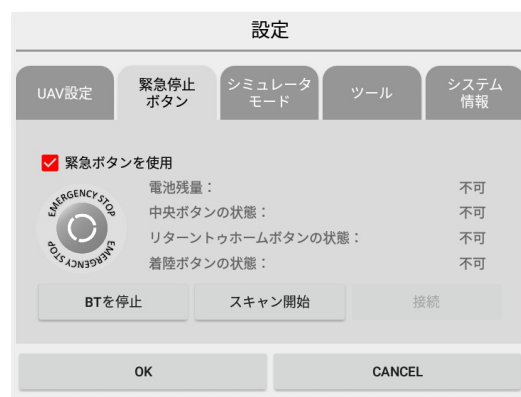 設定
UAV設定
緊急停止
ボタン
シミュレータ
モード
ツール
システム
情報
緊急ボタンを使用
EMERGENCY STOP
EMERGENCY STOP
電池残量： 不可
中央ボタンの状態： 不可
リターントゥホームボタンの状態： 不可
着陸ボタンの状態： 不可
BTを停止
スキャン開始
接続
OK
CANCEL